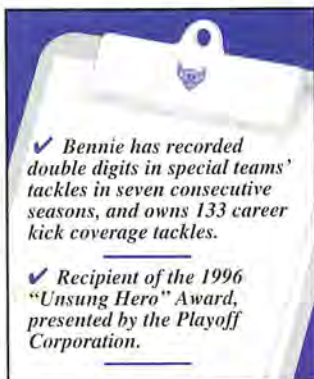 ✔ Bennie has recorded
double digits in special teams'
tackles in seven consecutive
seasons, and owns 133 career
kick coverage tackles.
✔ Recipient of the 1996
"Unsung Hero" Award,
presented by the Playoff
Corporation.